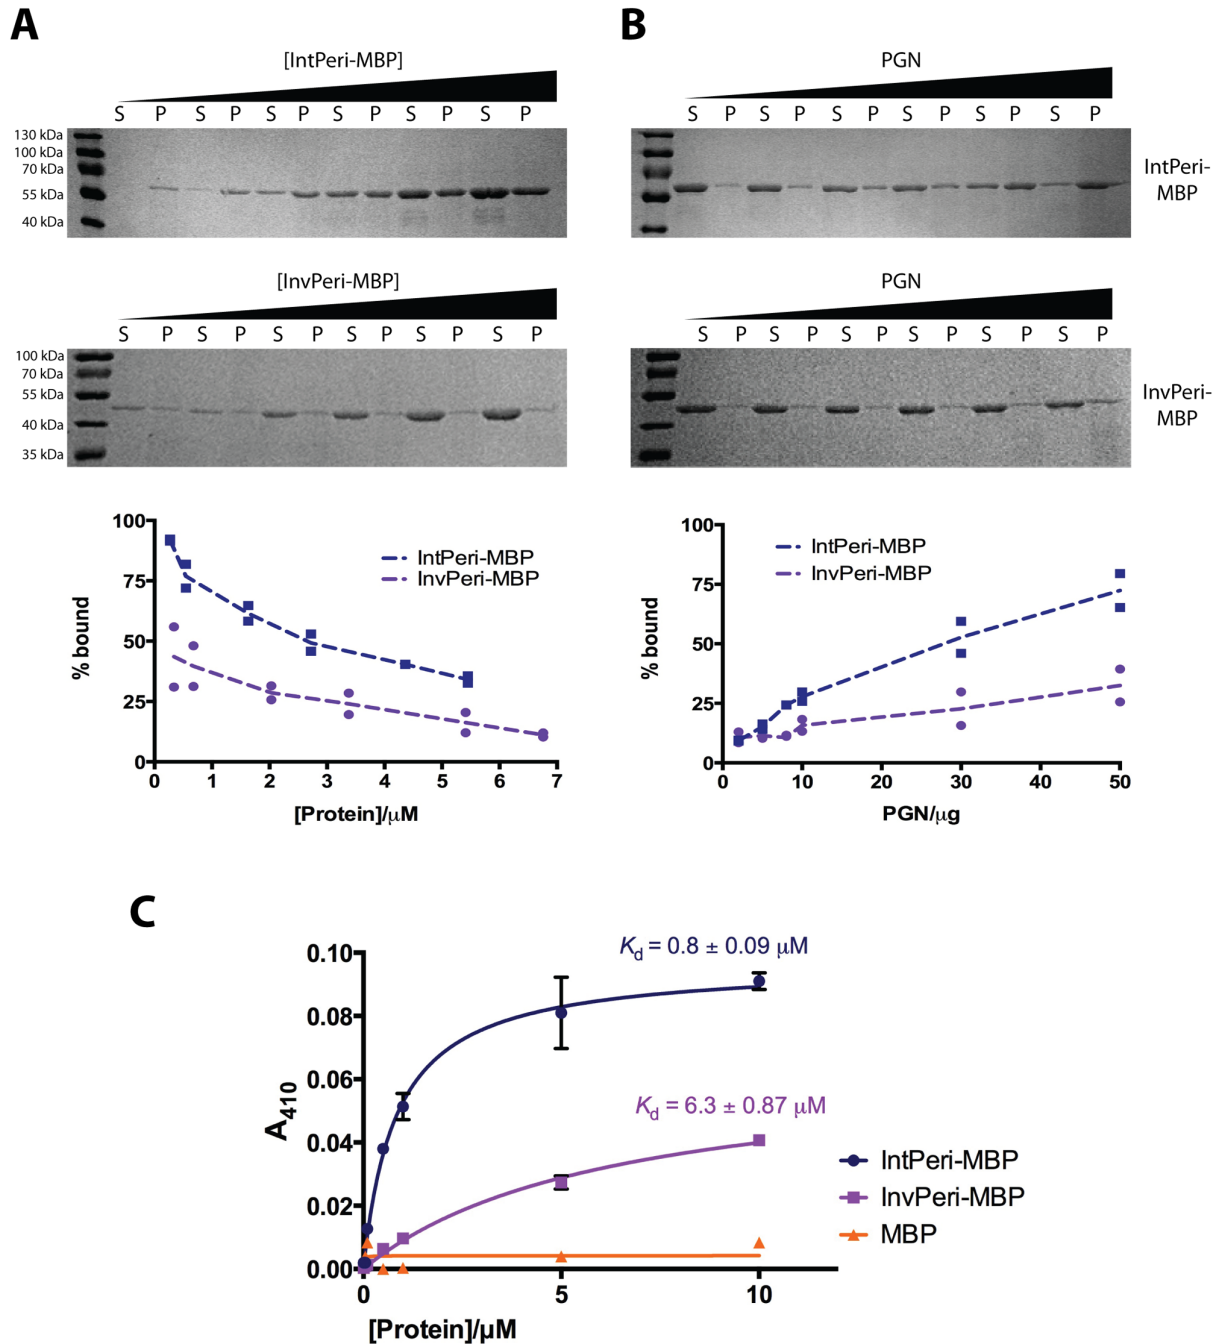 A
[IntPeri-MBP]
S P S P S P S P S P S P
130 kDa
100 kDa
70 kDa
55 kDa
40 kDa
[InvPeri-MBP]
S P S P S P S P S P S P
100 kDa
70 kDa
55 kDa
40 kDa
35 kDa
100
75
50
25
0
% bound
IntPeri-MBP
InvPeri-MBP
0 1 2 3 4 5 6 7
[Protein]/μM
B
PGN
S P S P S P S P S P S P
IntPeri-
MBP
PGN
S P S P S P S P S P S P
InvPeri-
MBP
100
75
50
25
0
% bound
IntPeri-MBP
InvPeri-MBP
0 10 20 30 40 50
PGN/μg
C
0.10
0.08
0.06
0.04
0.02
0.00
A410
Kd = 0.8 ± 0.09 μM
Kd = 6.3 ± 0.87 μM
IntPeri-MBP
InvPeri-MBP
MBP
0 5 10
[Protein]/μM